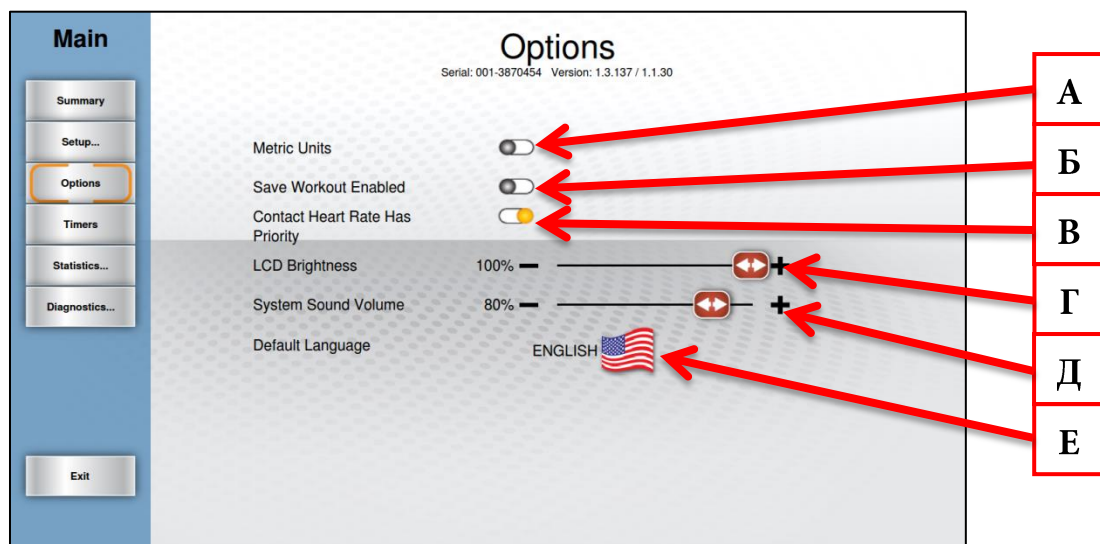 Main
Options
Serial: 001-3870454 Version: 1.3.137 / 1.1.30
Summary
Setup...
Options
Timers
Statistics...
Diagnostics...
Exit
Metric Units
Save Workout Enabled
Contact Heart Rate Has
Priority
LCD Brightness 100%
System Sound Volume 80%
Default Language ENGLISH
А
Б
В
Г
Д
Е